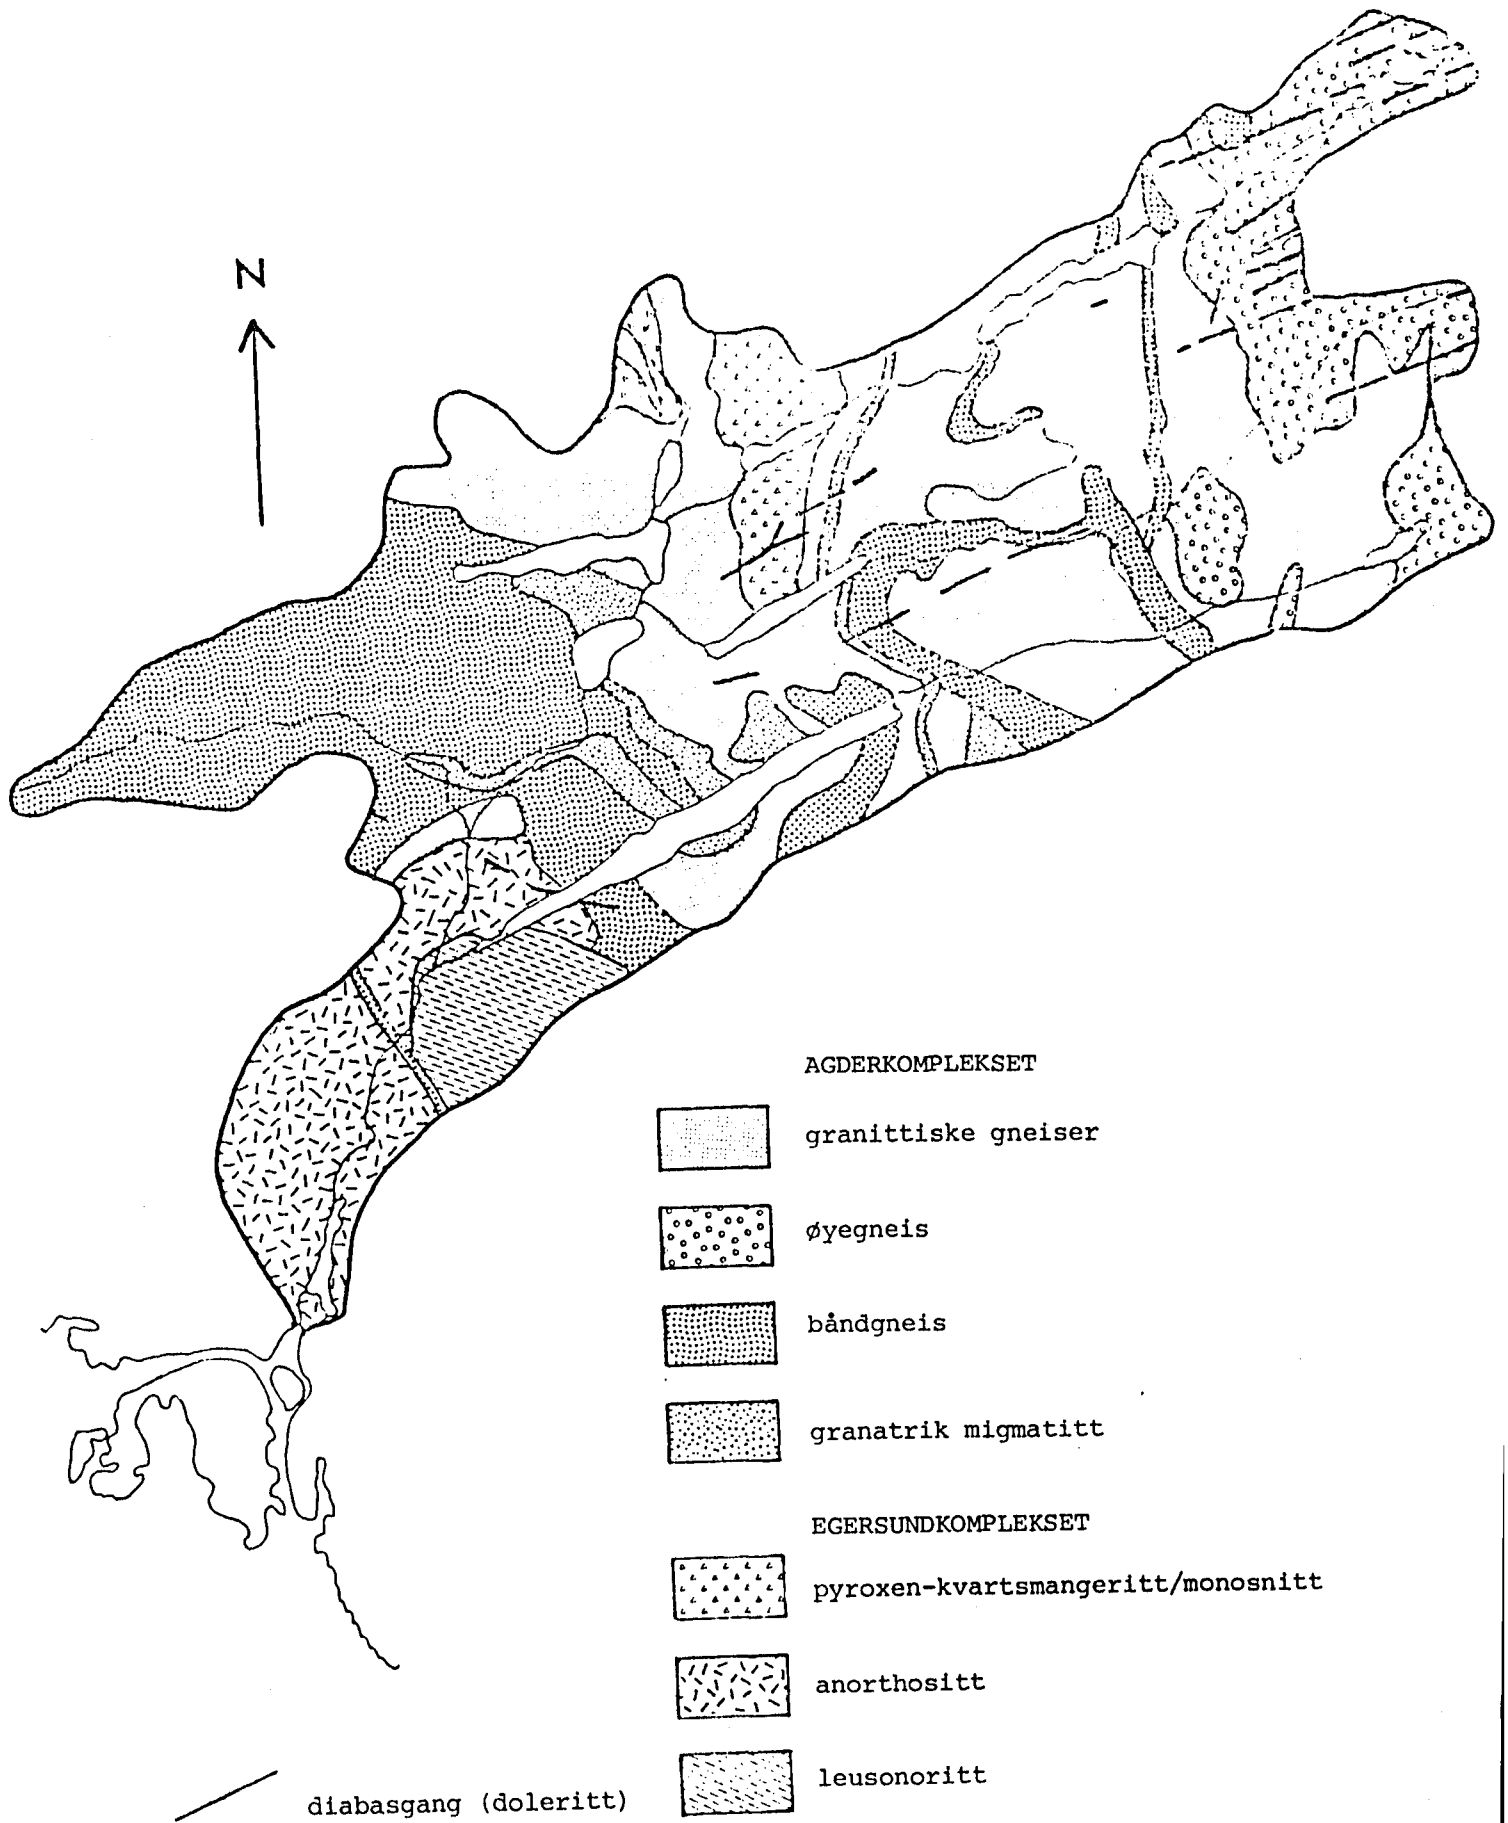 N
AGDERKOMPLEKSET
granittiske gneiser
øyegneis
båndgneis
granatrik migmatitt
EGERSUNDKOMPLEKSET
pyroxen-kvartsmangeritt/monosnitt
anorthositt
leusonoritt
diabasgang (doleritt)